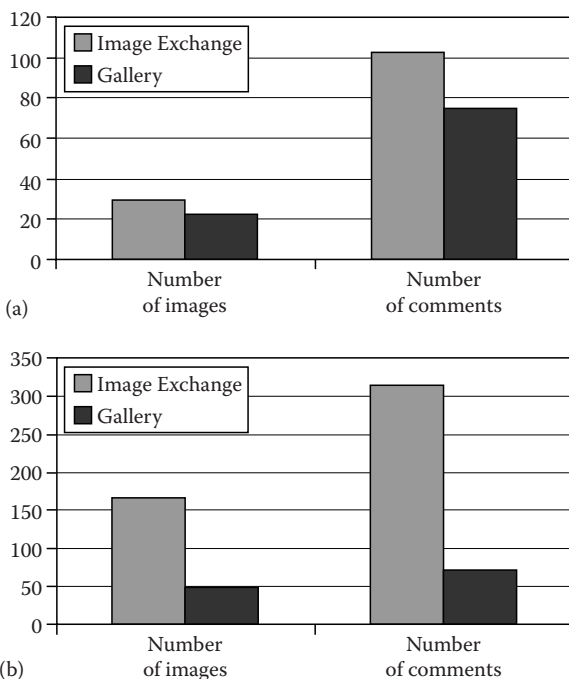 120
100
80
60
40
20
0
Image Exchange
Gallery
Number
of images
Number
of comments
(a)
350
300
250
200
150
100
50
0
Image Exchange
Gallery
Number
of images
Number
of comments
(b)